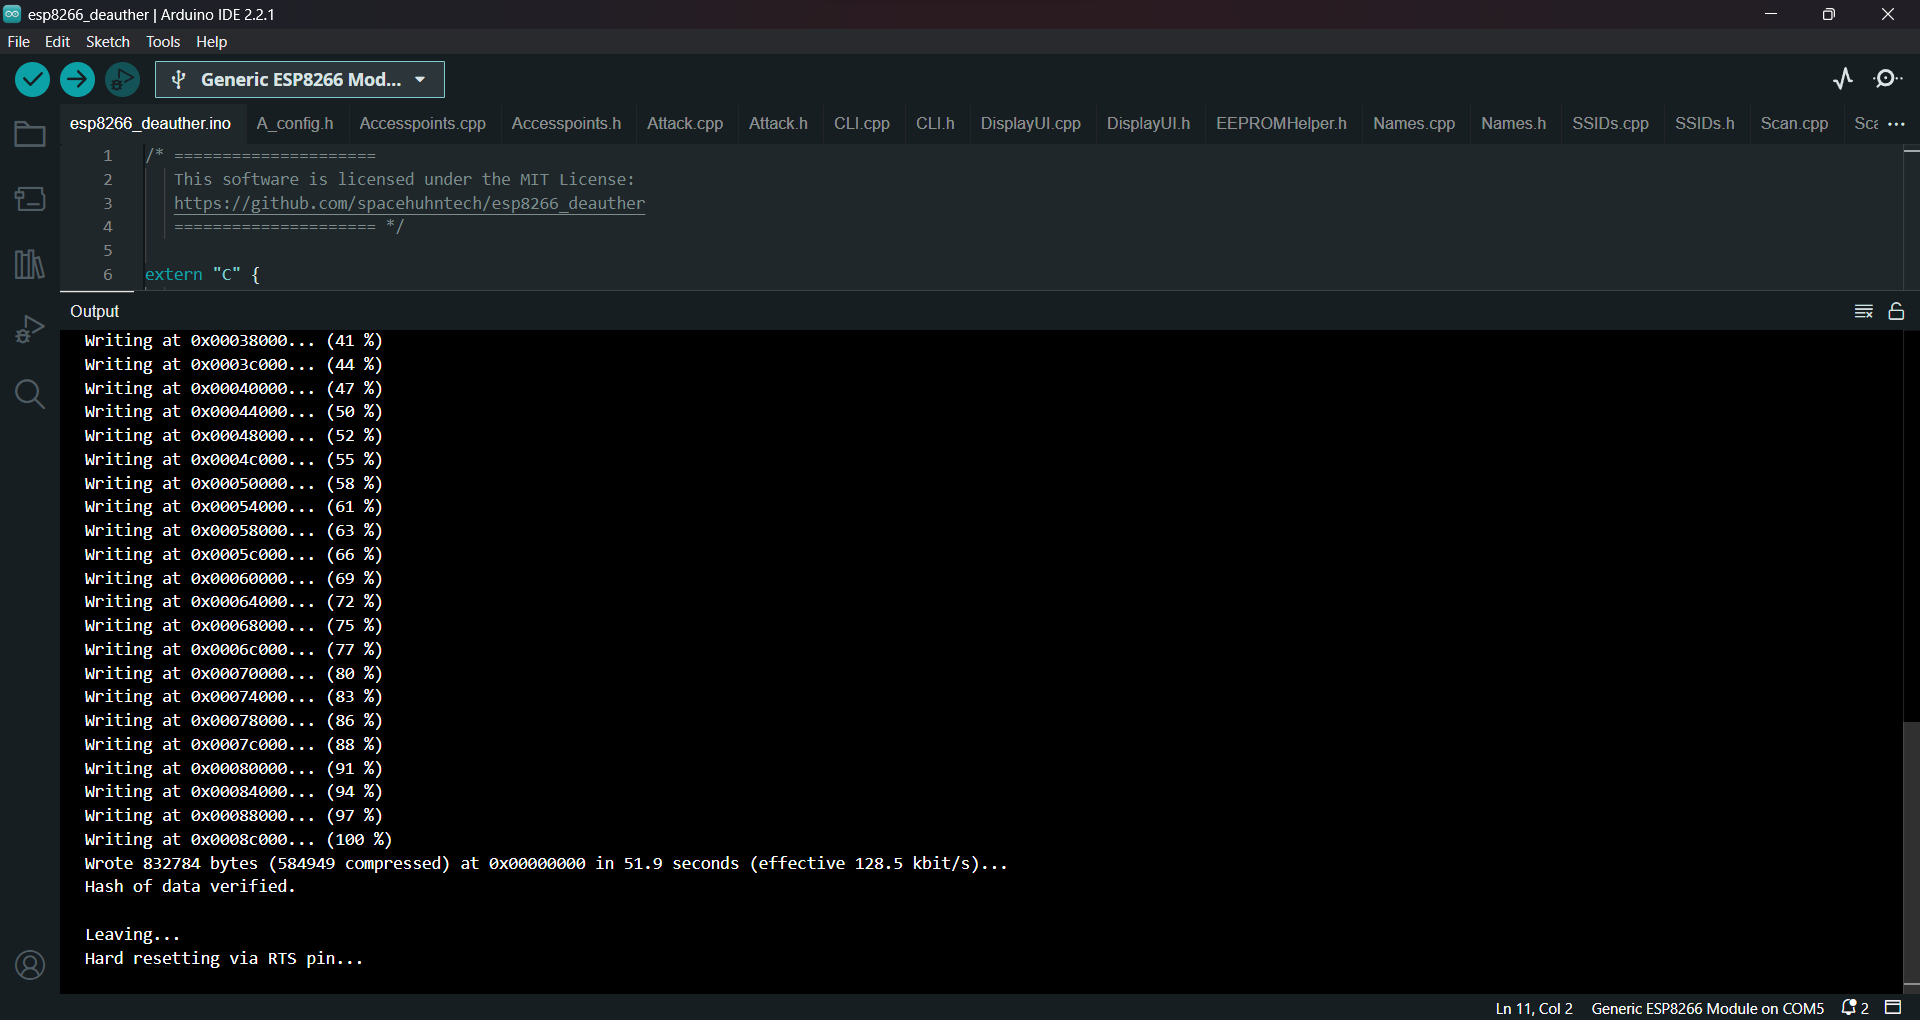 esp8266_deauther | Arduino IDE 2.2.1
File Edit Sketch Tools Help
Generic ESP8266 Mod...
esp8266_deauther.ino A_config.h Accesspoints.cpp Accesspoints.h Attack.cpp Attack.h CLI.cpp CLI.h DisplayUI.cpp DisplayUI.h EEPROMHelper.h Names.cpp Names.h SSIDs.cpp SSIDs.h Scan.cpp Sca ...
1 /* =====================
2 This software is licensed under the MIT License:
3 https://github.com/spacehuhntech/esp8266_deauther
4 ===================== */
5
6 extern "C" {
Output
Writing at 0x00038000... (41 %)
Writing at 0x0003c000... (44 %)
Writing at 0x00040000... (47 %)
Writing at 0x00044000... (50 %)
Writing at 0x00048000... (52 %)
Writing at 0x0004c000... (55 %)
Writing at 0x00050000... (58 %)
Writing at 0x00054000... (61 %)
Writing at 0x00058000... (63 %)
Writing at 0x0005c000... (66 %)
Writing at 0x00060000... (69 %)
Writing at 0x00064000... (72 %)
Writing at 0x00068000... (75 %)
Writing at 0x0006c000... (77 %)
Writing at 0x00070000... (80 %)
Writing at 0x00074000... (83 %)
Writing at 0x00078000... (86 %)
Writing at 0x0007c000... (88 %)
Writing at 0x00080000... (91 %)
Writing at 0x00084000... (94 %)
Writing at 0x00088000... (97 %)
Writing at 0x0008c000... (100 %)
Wrote 832784 bytes (584949 compressed) at 0x00000000 in 51.9 seconds (effective 128.5 kbit/s)...
Hash of data verified.
Leaving...
Hard resetting via RTS pin...
Ln 11, Col 2 Generic ESP8266 Module on COM5 2